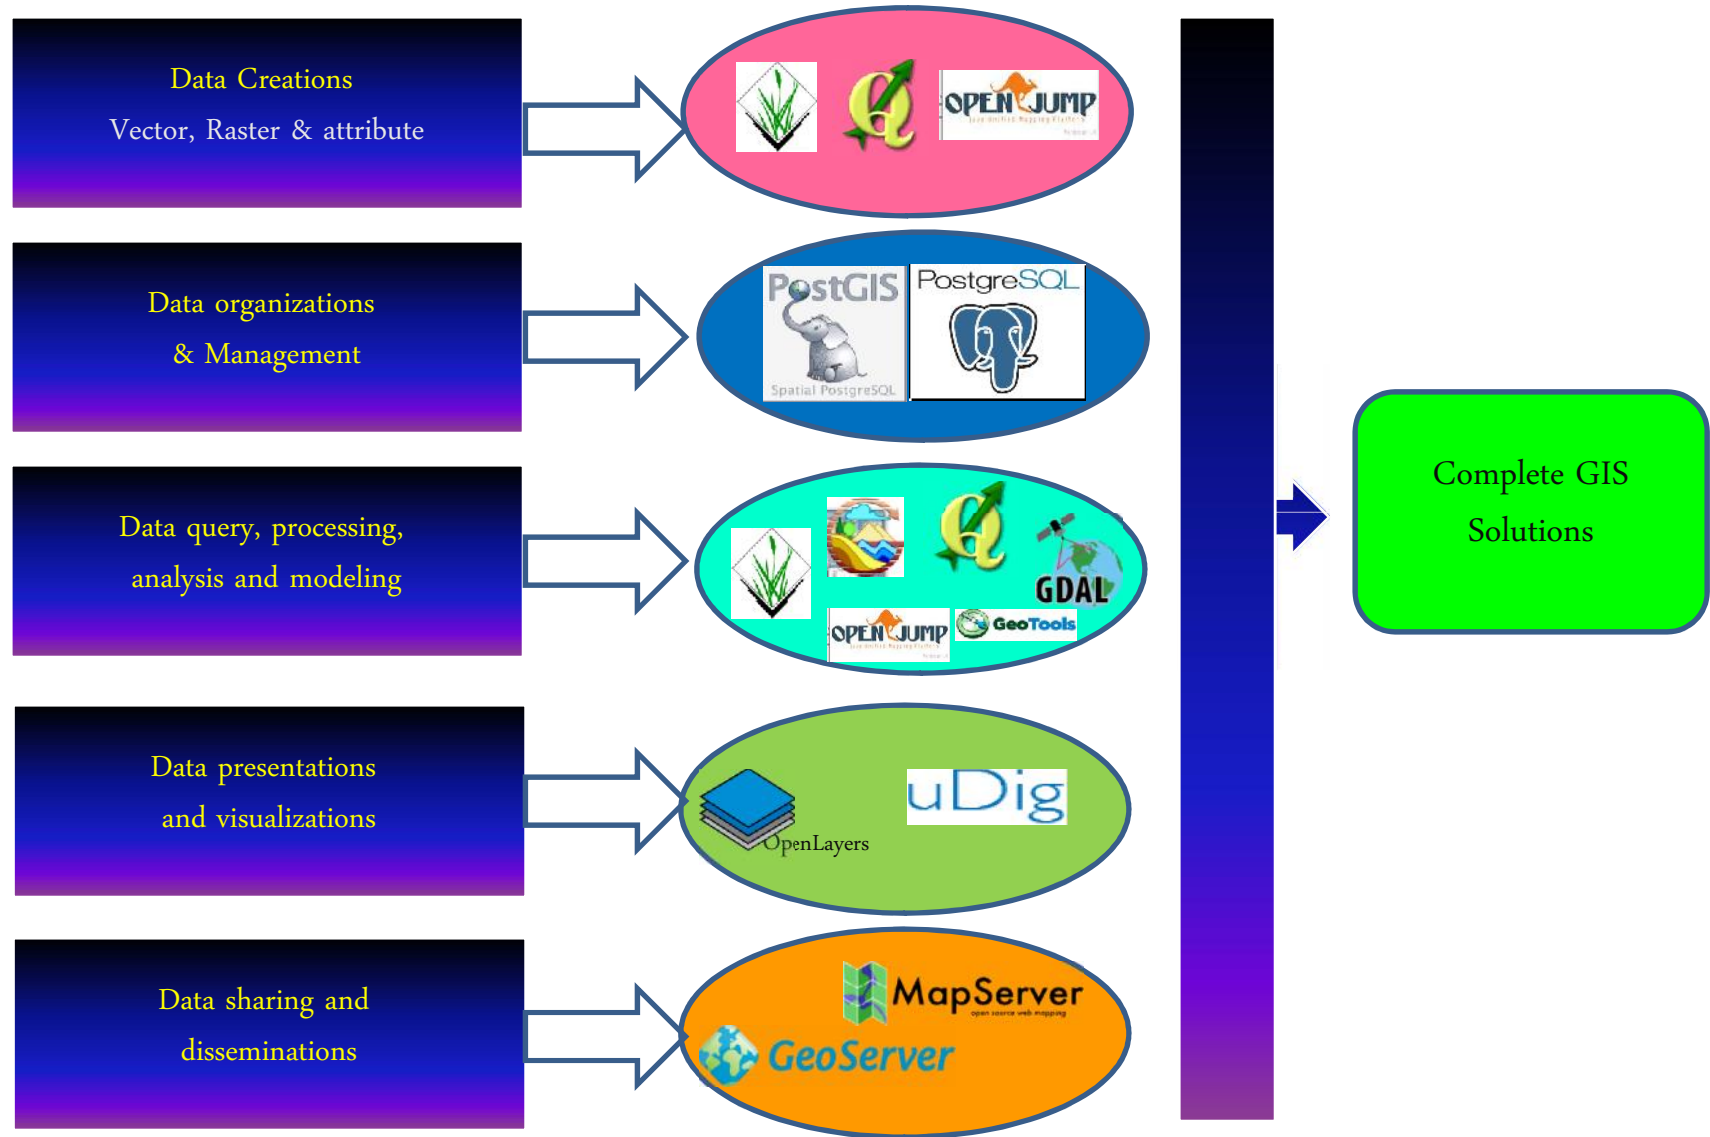 Data Creations
Vector, Raster & attribute
OPEN JUMP
Data organizations
& Management
PostGIS
Spatial PostgreSQL
PostgreSQL
Data query, processing,
analysis and modeling
GDAL
OPEN JUMP
GeoTools
Data presentations
and visualizations
OpenLayers
uDig
Data sharing and
disseminations
MapServer
open source web mapping
GeoServer
Complete GIS
Solutions